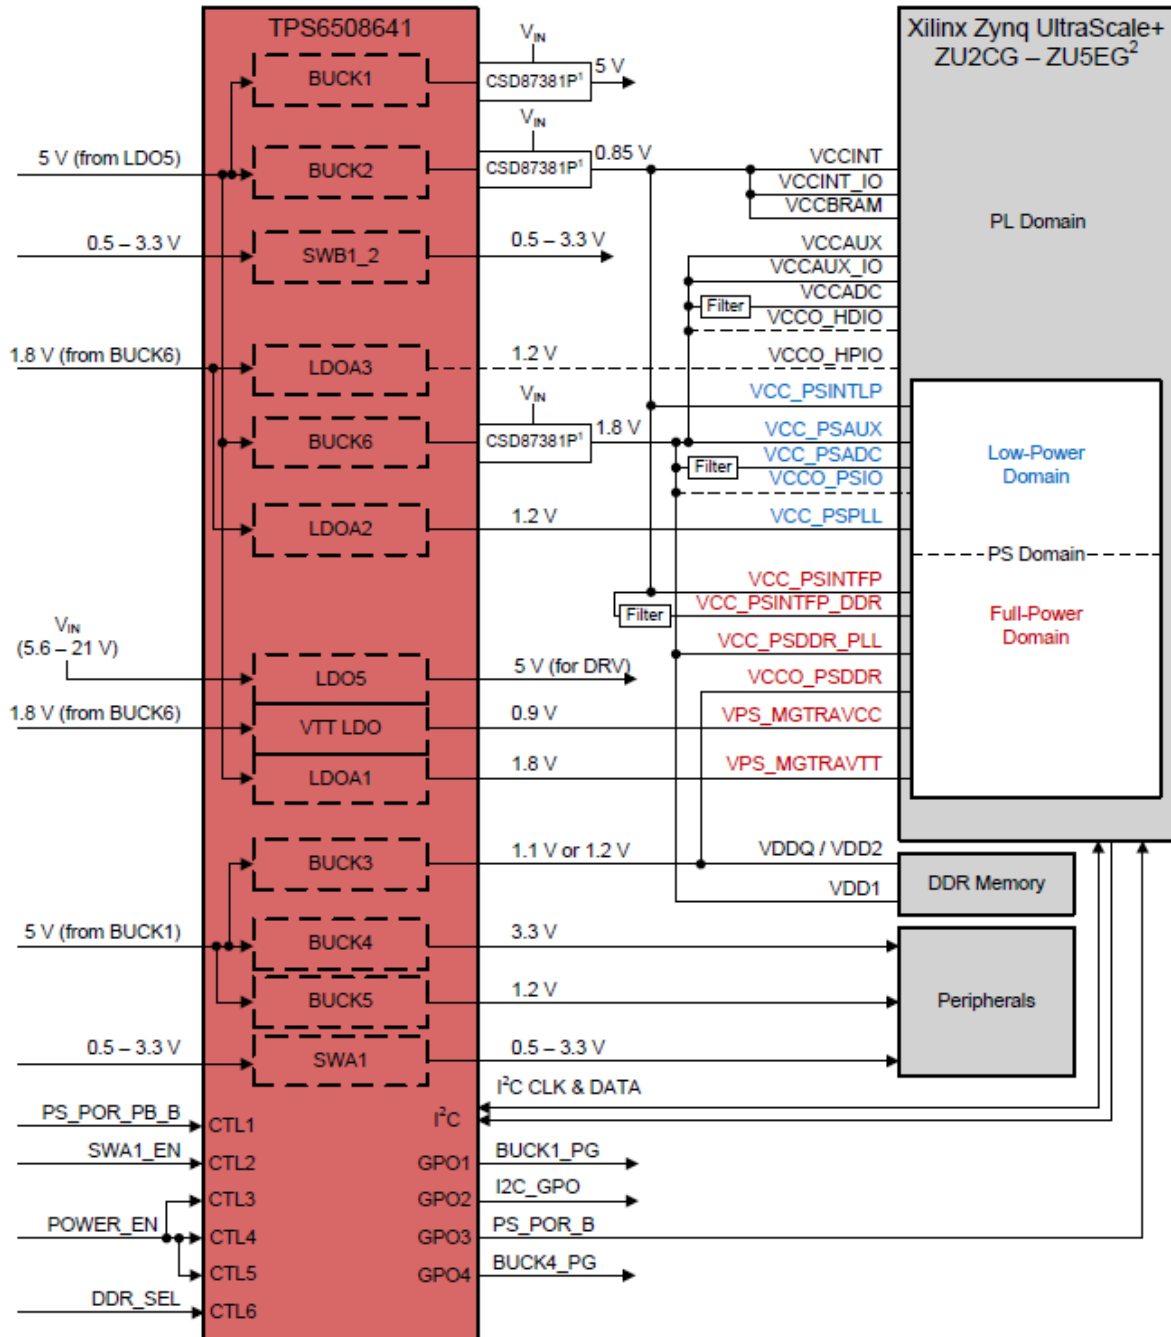 TPS6508641
Xilinx Zynq UltraScale+
ZU2CG – ZU5EG²
V_IN
BUCK1
CSD87381P¹
5 V
V_IN
5 V (from LDO5)
BUCK2
CSD87381P¹
0.85 V
VCCINT
VCCINT_IO
VCCBRAM
PL Domain
0.5 – 3.3 V
SWB1_2
0.5 – 3.3 V
VCCAUX
VCCAUX_IO
Filter
VCCADC
VCCO_HDIO
1.8 V (from BUCK6)
LDOA3
1.2 V
VCCO_HPIO
V_IN
VCC_PSINTLP
BUCK6
CSD87381P¹
1.8 V
VCC_PSAUX
Filter
VCC_PSADC
VCCO_PSIO
Low-Power
Domain
LDOA2
1.2 V
VCC_PSPLL
PS Domain
VCC_PSINTFP
Filter
VCC_PSINTFP_DDR
Full-Power
Domain
V_IN
(5.6 – 21 V)
VCC_PSDDR_PLL
LDO5
5 V (for DRV)
VCCO_PSDDR
1.8 V (from BUCK6)
VTT LDO
0.9 V
VPS_MGTRAVCC
LDOA1
1.8 V
VPS_MGTRAVTT
BUCK3
1.1 V or 1.2 V
VDDQ / VDD2
VDD1
DDR Memory
5 V (from BUCK1)
BUCK4
3.3 V
BUCK5
1.2 V
Peripherals
0.5 – 3.3 V
SWA1
0.5 – 3.3 V
I²C CLK & DATA
PS_POR_PB_B
CTL1
I²C
SWA1_EN
CTL2
GPO1
BUCK1_PG
CTL3
GPO2
I2C_GPO
POWER_EN
CTL4
GPO3
PS_POR_B
CTL5
GPO4
BUCK4_PG
DDR_SEL
CTL6